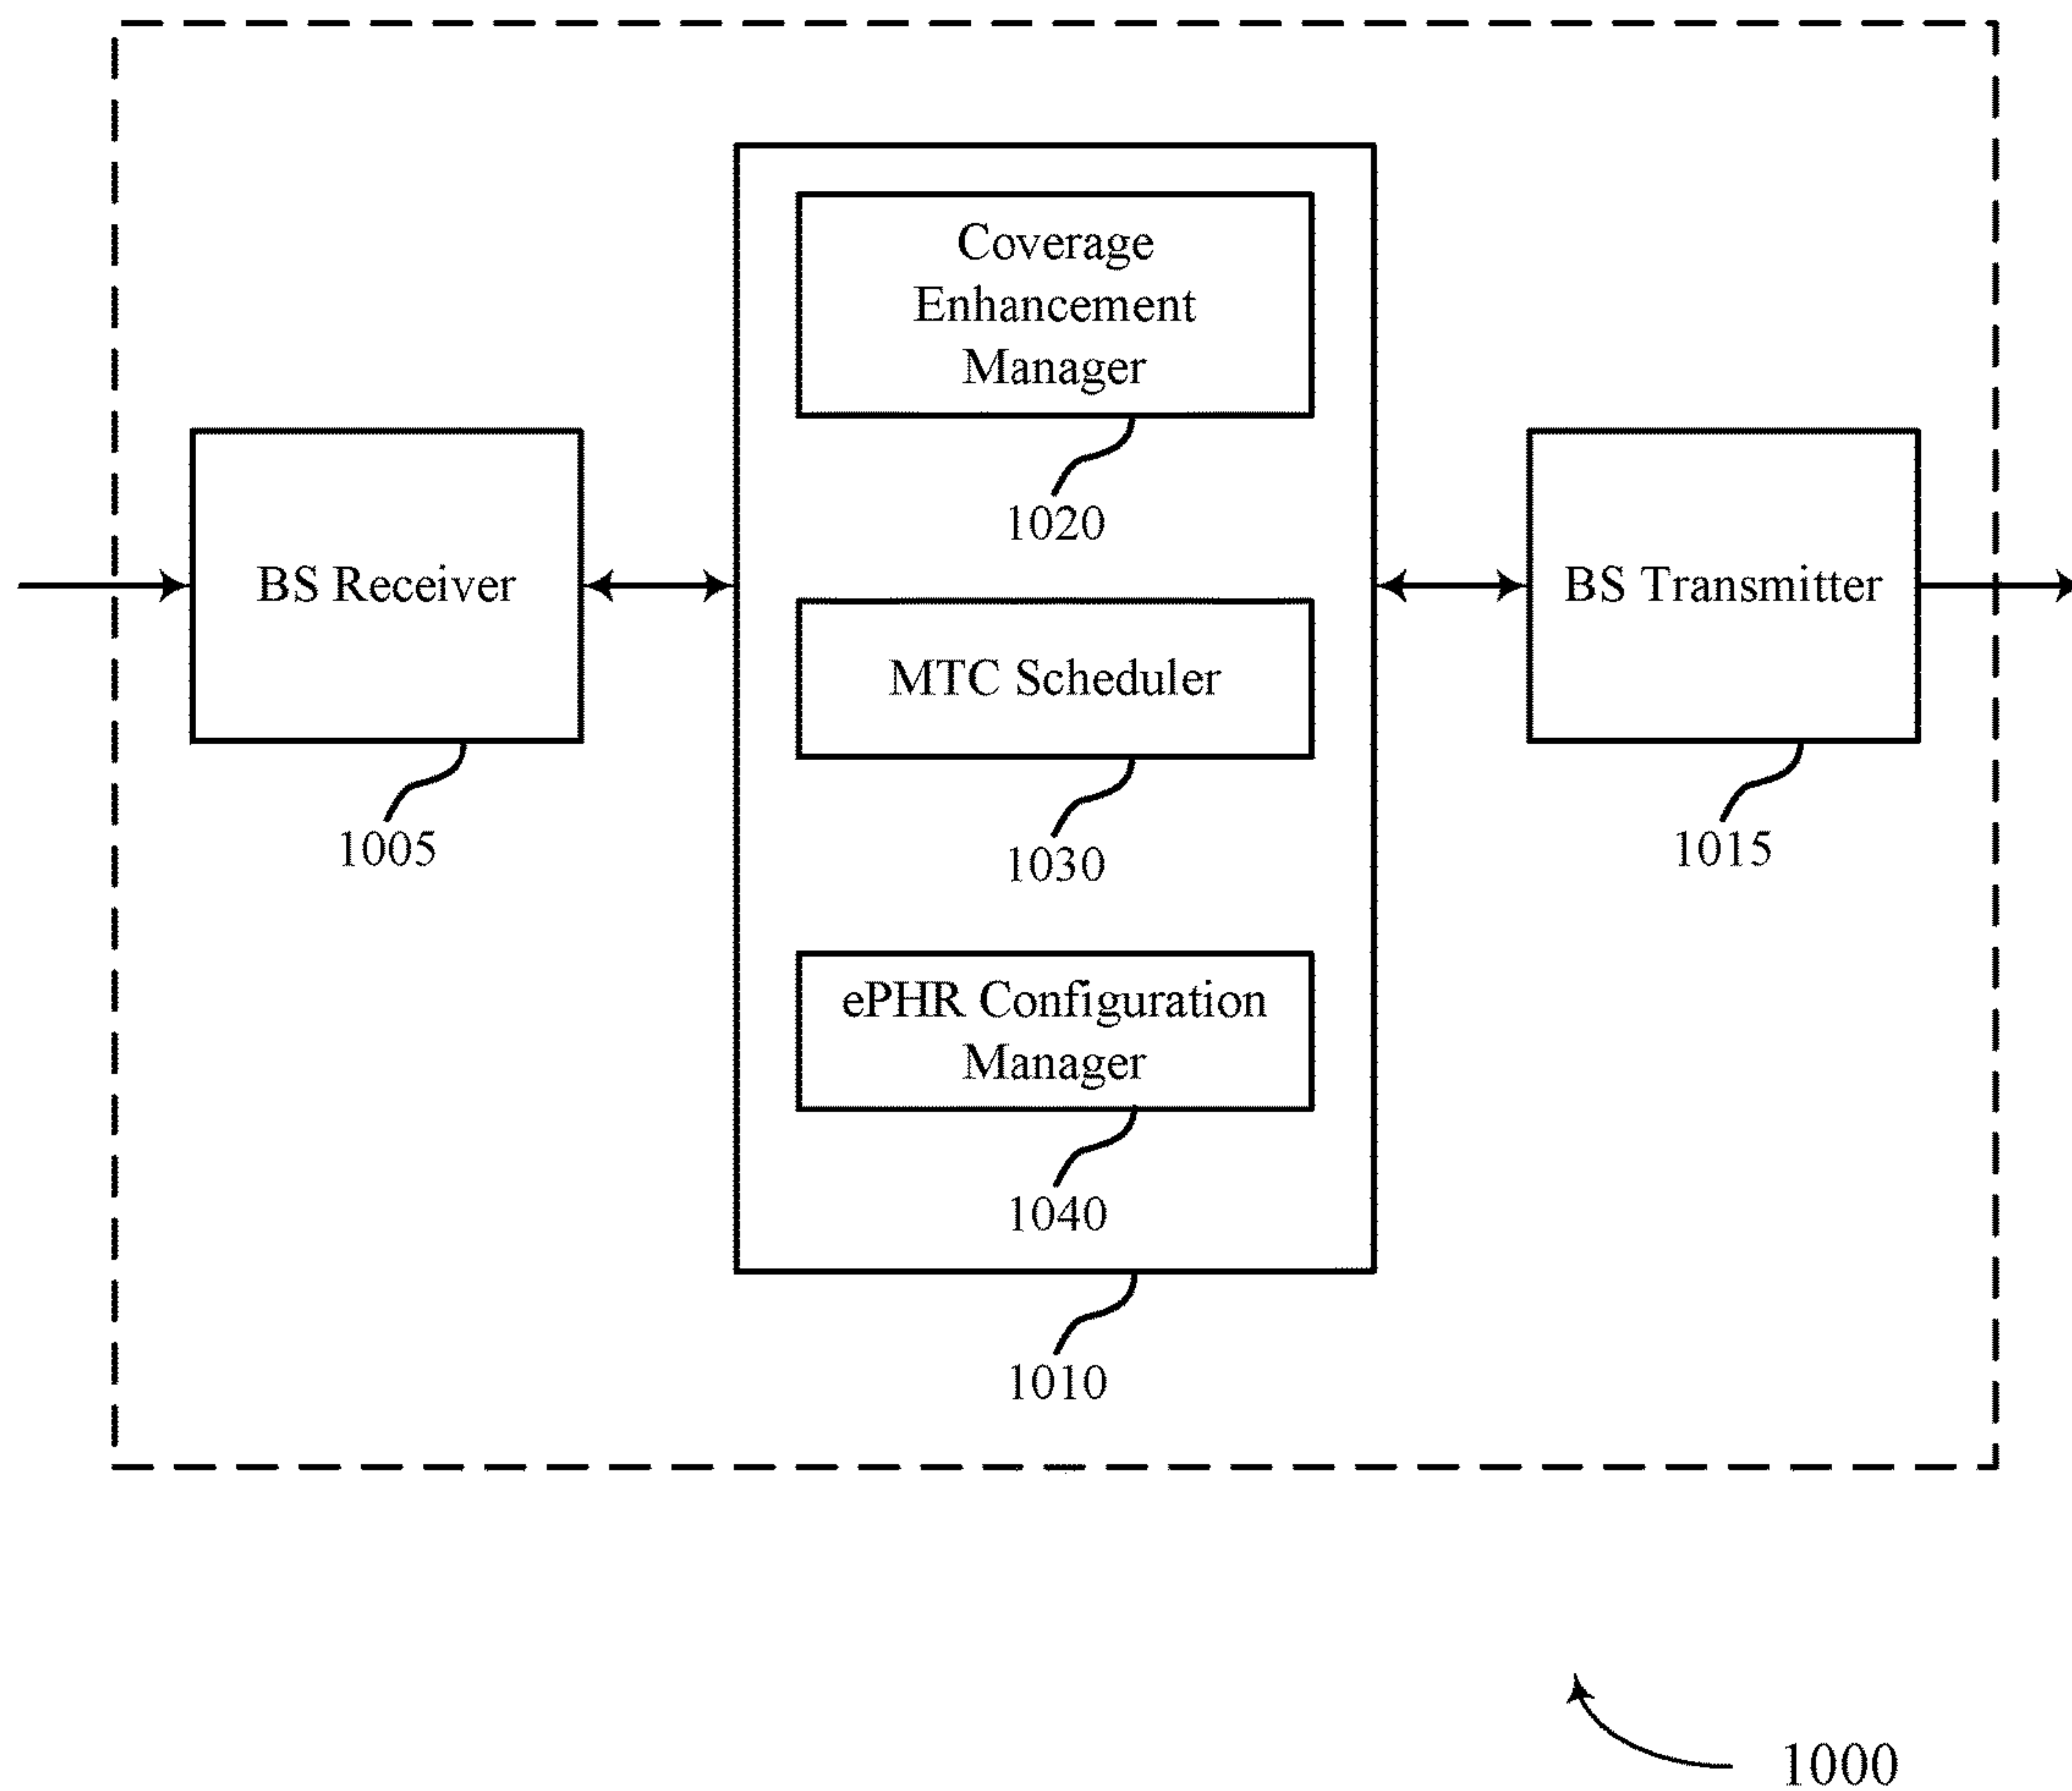 Coverage
Enhancement
Manager
1020
BS Receiver
1005
MTC Scheduler
1030
BS Transmitter
1015
ePHR Configuration
Manager
1040
1010
1000